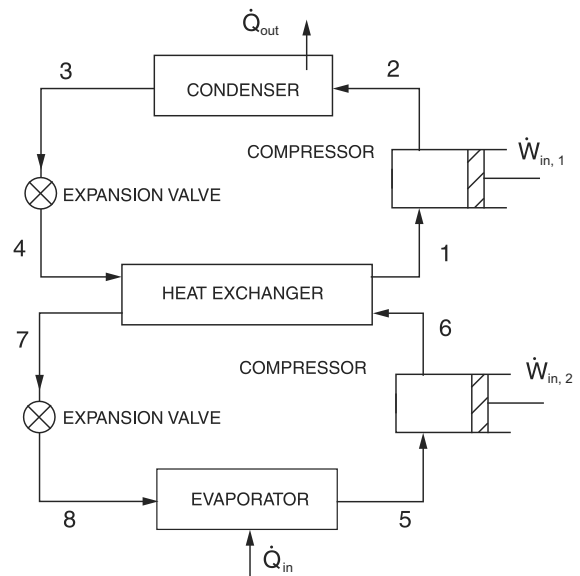 Q̇out
3
2
CONDENSER
COMPRESSOR
Ẇin, 1
EXPANSION VALVE
4
1
HEAT EXCHANGER
7
6
COMPRESSOR
Ẇin, 2
EXPANSION VALVE
EVAPORATOR
8
5
Q̇in